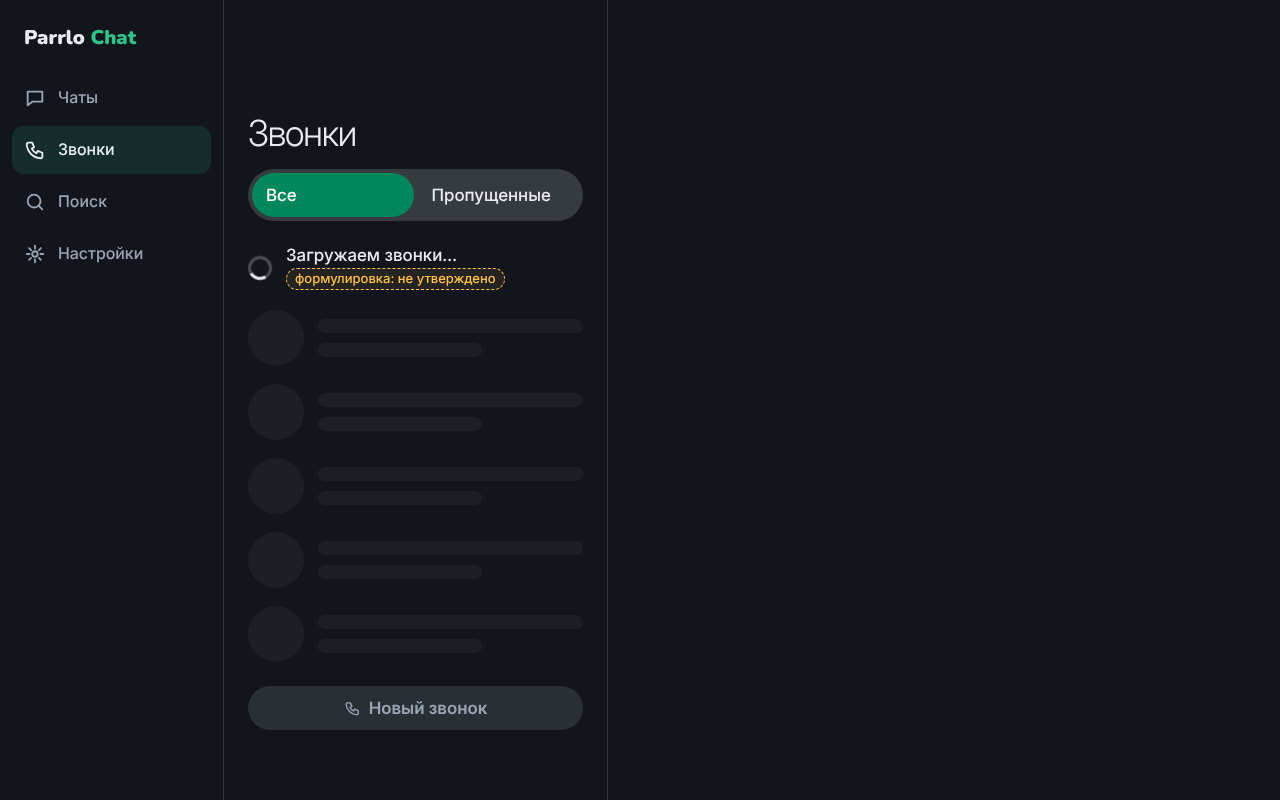 Parrlo Chat
Чаты
Звонки
Поиск
Настройки
Звонки
Все
Пропущенные
Загружаем звонки…
формулировка: не утверждено
Новый звонок